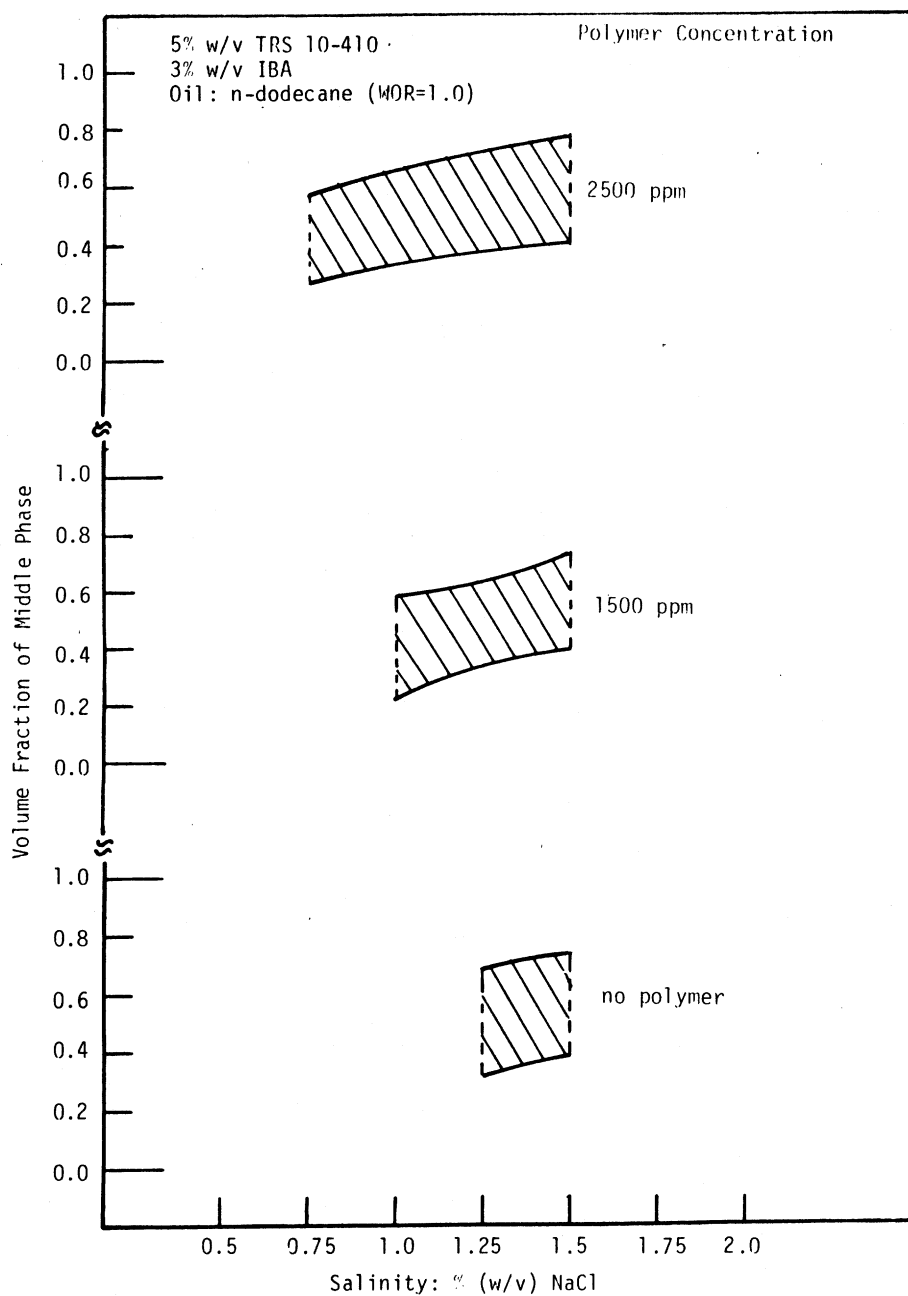 5% w/v TRS 10-410
3% w/v IBA
Oil: n-dodecane (WOR=1.0)
Polymer Concentration
1.0
0.8
0.6
0.4
0.2
0.0
2500 ppm
1.0
0.8
0.6
0.4
0.2
0.0
1500 ppm
1.0
0.8
0.6
0.4
0.2
0.0
no polymer
Volume Fraction of Middle Phase
0.5 0.75 1.0 1.25 1.5 1.75 2.0
Salinity: % (w/v) NaCl